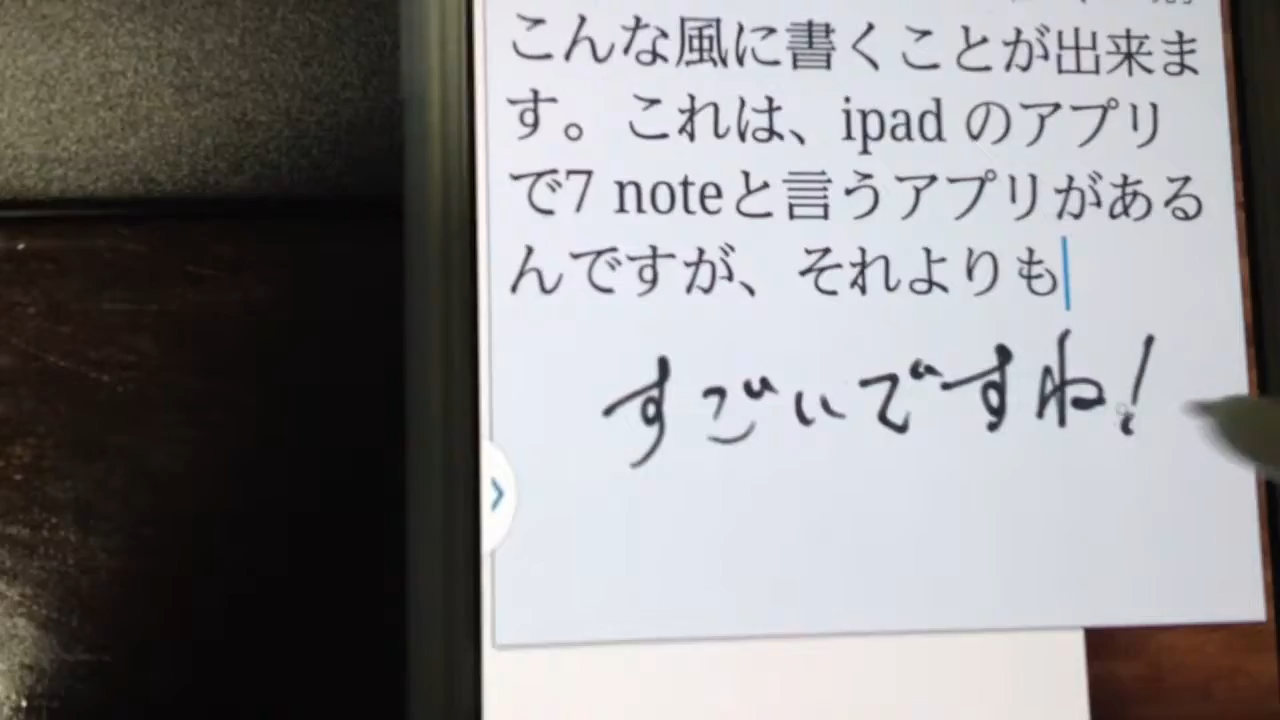 こんな風に書くことが出来ま
す。これは、ipad のアプリ
で7 noteと言うアプリがある
んですが、それよりも
すごいですね!